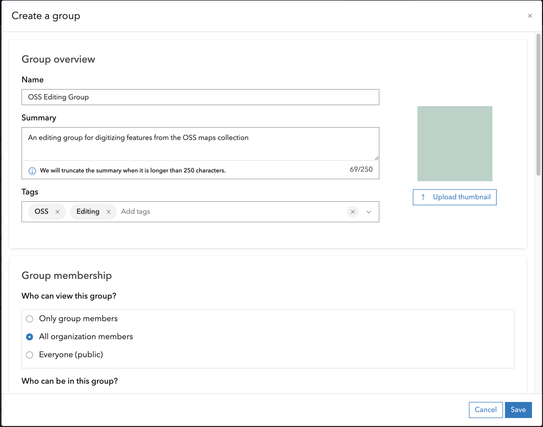 Create a group
Group overview
Name
OSS Editing Group
Summary
An editing group for digitizing features from the OSS maps collection
We will truncate the summary when it is longer than 250 characters.
69/250
Tags
OSS
Editing
Add tags
Upload thumbnail
Group membership
Who can view this group?
Only group members
All organization members
Everyone (public)
Who can be in this group?
Cancel
Save